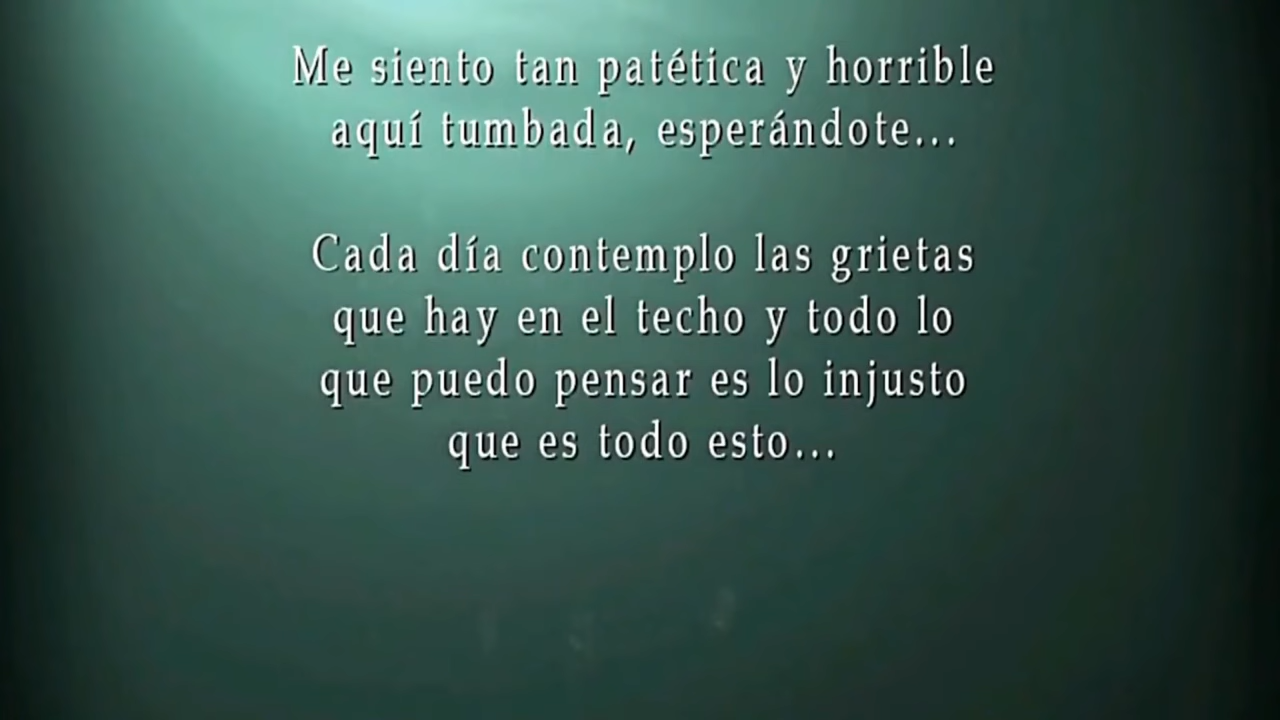 Me siento tan patética y horrible
aquí tumbada, esperándote...
Cada día contemplo las grietas
que hay en el techo y todo lo
que puedo pensar es lo injusto
que es todo esto...